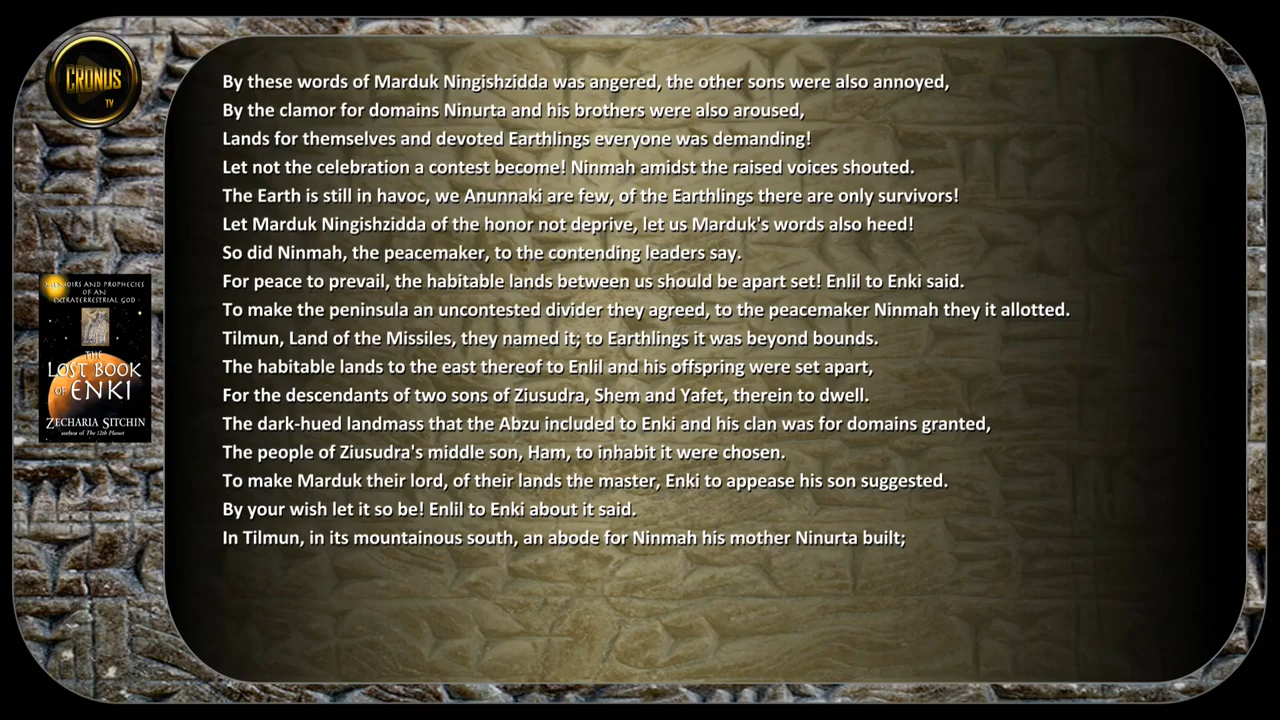 CRONUS
TV
By these words of Marduk Ningishzidda was angered, the other sons were also annoyed,
By the clamor for domains Ninurta and his brothers were also aroused,
Lands for themselves and devoted Earthlings everyone was demanding!
Let not the celebration a contest become! Ninmah amidst the raised voices shouted.
The Earth is still in havoc, we Anunnaki are few, of the Earthlings there are only survivors!
Let Marduk Ningishzidda of the honor not deprive, let us Marduk's words also heed!
So did Ninmah, the peacemaker, to the contending leaders say.
For peace to prevail, the habitable lands between us should be apart set! Enlil to Enki said.
To make the peninsula an uncontested divider they agreed, to the peacemaker Ninmah they it allotted.
Tilmun, Land of the Missiles, they named it; to Earthlings it was beyond bounds.
The habitable lands to the east thereof to Enlil and his offspring were set apart,
For the descendants of two sons of Ziusudra, Shem and Yafet, therein to dwell.
The dark-hued landmass that the Abzu included to Enki and his clan was for domains granted,
The people of Ziusudra's middle son, Ham, to inhabit it were chosen.
To make Marduk their lord, of their lands the master, Enki to appease his son suggested.
By your wish let it so be! Enlil to Enki about it said.
In Tilmun, in its mountainous south, an abode for Ninmah his mother Ninurta built;
MEMOIRS AND PROPHECIES
OF AN
EXTRATERRESTRIAL GOD
THE
LOST BOOK
OF ENKI
ZECHARIA SITCHIN
author of The 12th Planet